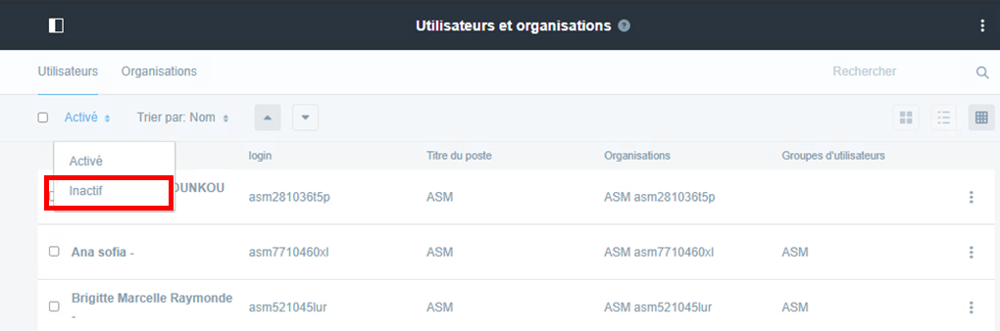 Utilisateurs et organisations ?
Utilisateurs Organisations Rechercher
Activé Trier par: Nom
Activé
Inactif
login Titre du poste Organisations Groupes d'utilisateurs
OUNKOU
asm281036t5p ASM ASM asm281036t5p
Ana sofia - asm7710460xl ASM ASM asm7710460xl ASM
Brigitte Marcelle Raymonde
-
asm521045lur ASM ASM asm521045lur ASM